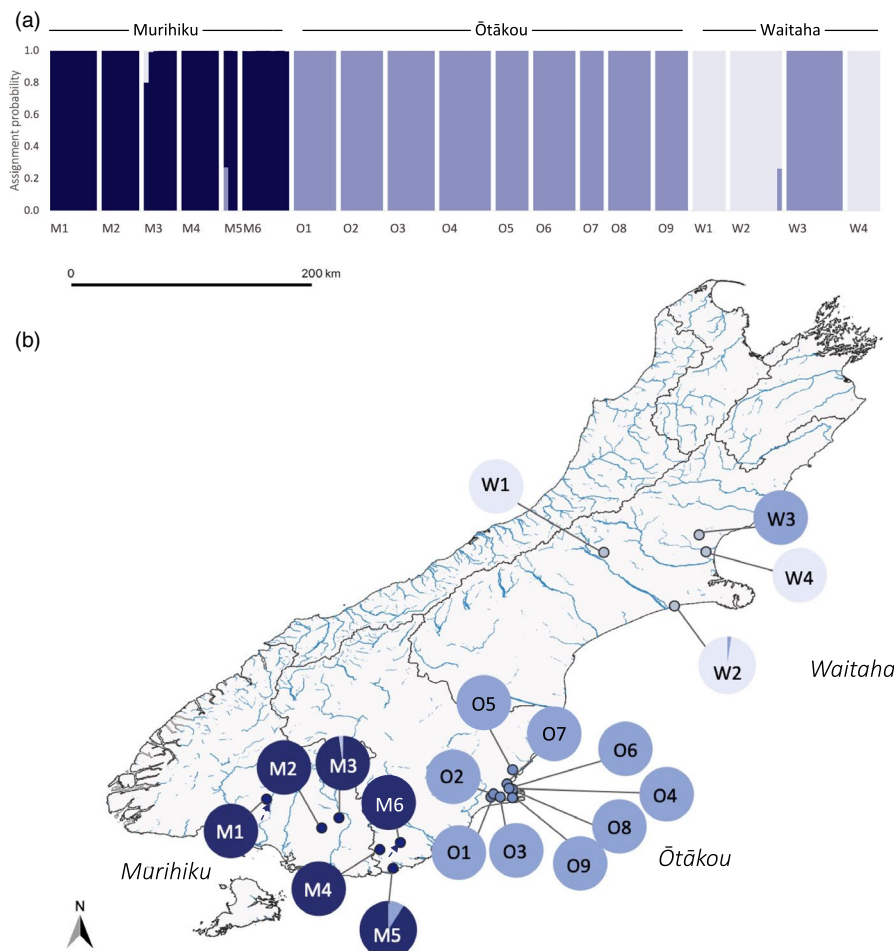 (a)
Murihiku Ōtākou Waitaha
1.0
0.8
0.6
0.4
0.2
0.0
Assignment probability
M1 M2 M3 M4 M5 M6 O1 O2 O3 O4 O5 O6 O7 O8 O9 W1 W2 W3 W4
0 200 km
(b)
W1
W3
W4
W2
Waitaha
O5
O7
O6
M2
M3
O2
M6
O4
M1
O8
O1
O3
O9
Ōtākou
Murihiku
M4
N
M5